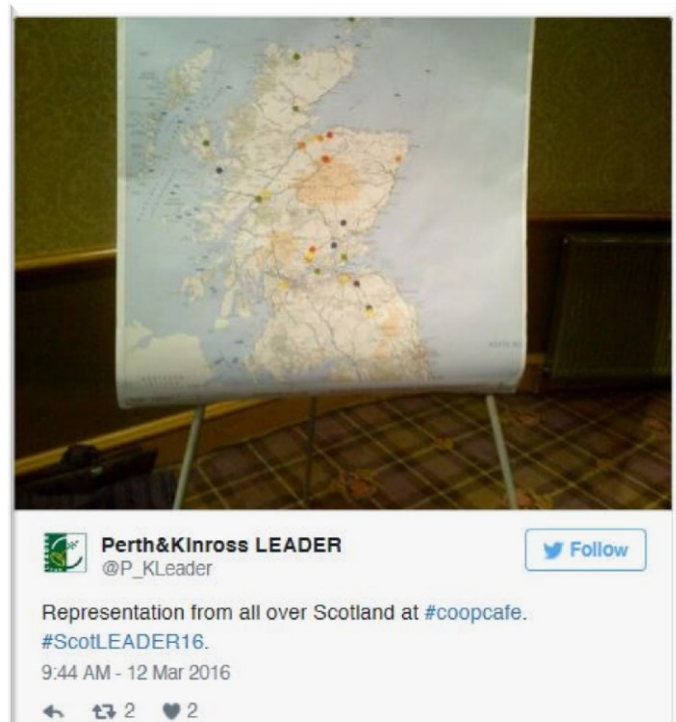 Perth&KInross LEADER
@P_KLeader
Follow
Representation from all over Scotland at #coopcafe.
#ScotLEADER16.
9:44 AM - 12 Mar 2016
2
2